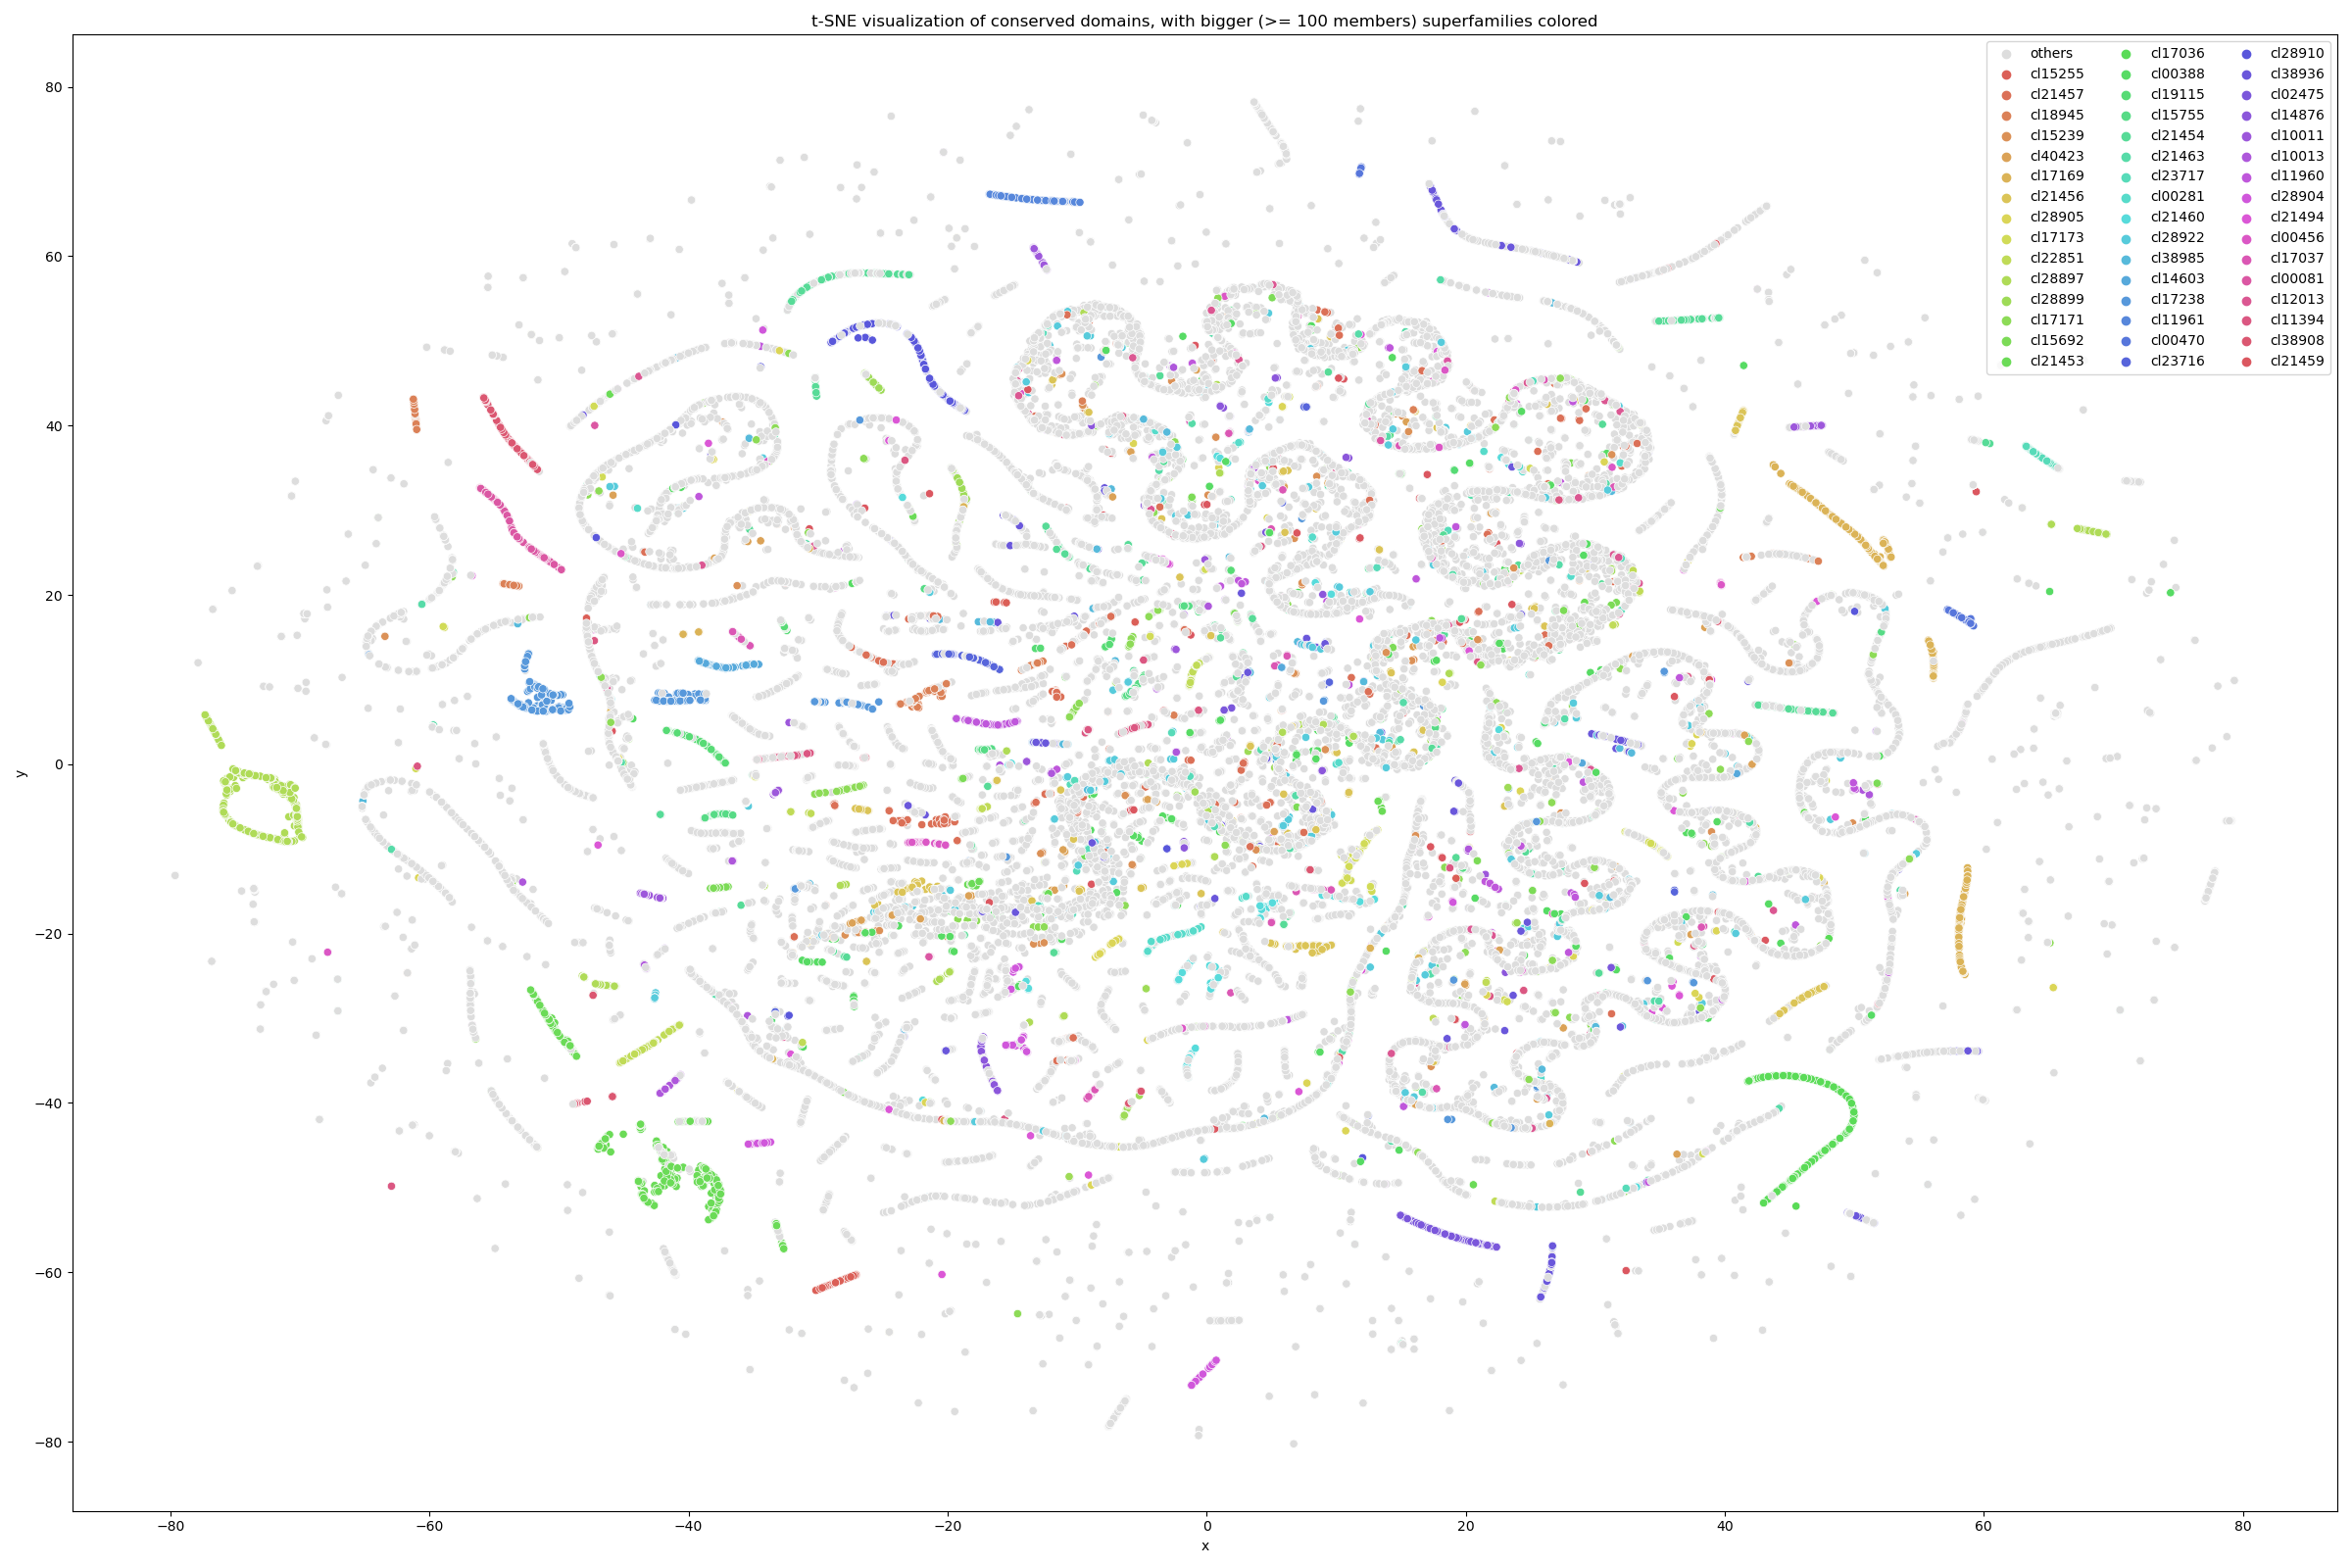 t-SNE visualization of conserved domains, with bigger (>= 100 members) superfamilies colored
others
cl15255
cl21457
cl18945
cl15239
cl40423
cl17169
cl21456
cl28905
cl17173
cl22851
cl28897
cl28899
cl17171
cl15692
cl21453
cl17036
cl00388
cl19115
cl15755
cl21454
cl21463
cl23717
cl00281
cl21460
cl28922
cl38985
cl14603
cl17238
cl11961
cl00470
cl23716
cl28910
cl38936
cl02475
cl14876
cl10011
cl10013
cl11960
cl28904
cl21494
cl00456
cl17037
cl00081
cl12013
cl11394
cl38908
cl21459
y
80
60
40
20
0
−20
−40
−60
−80
−80 −60 −40 −20 0 20 40 60 80
x